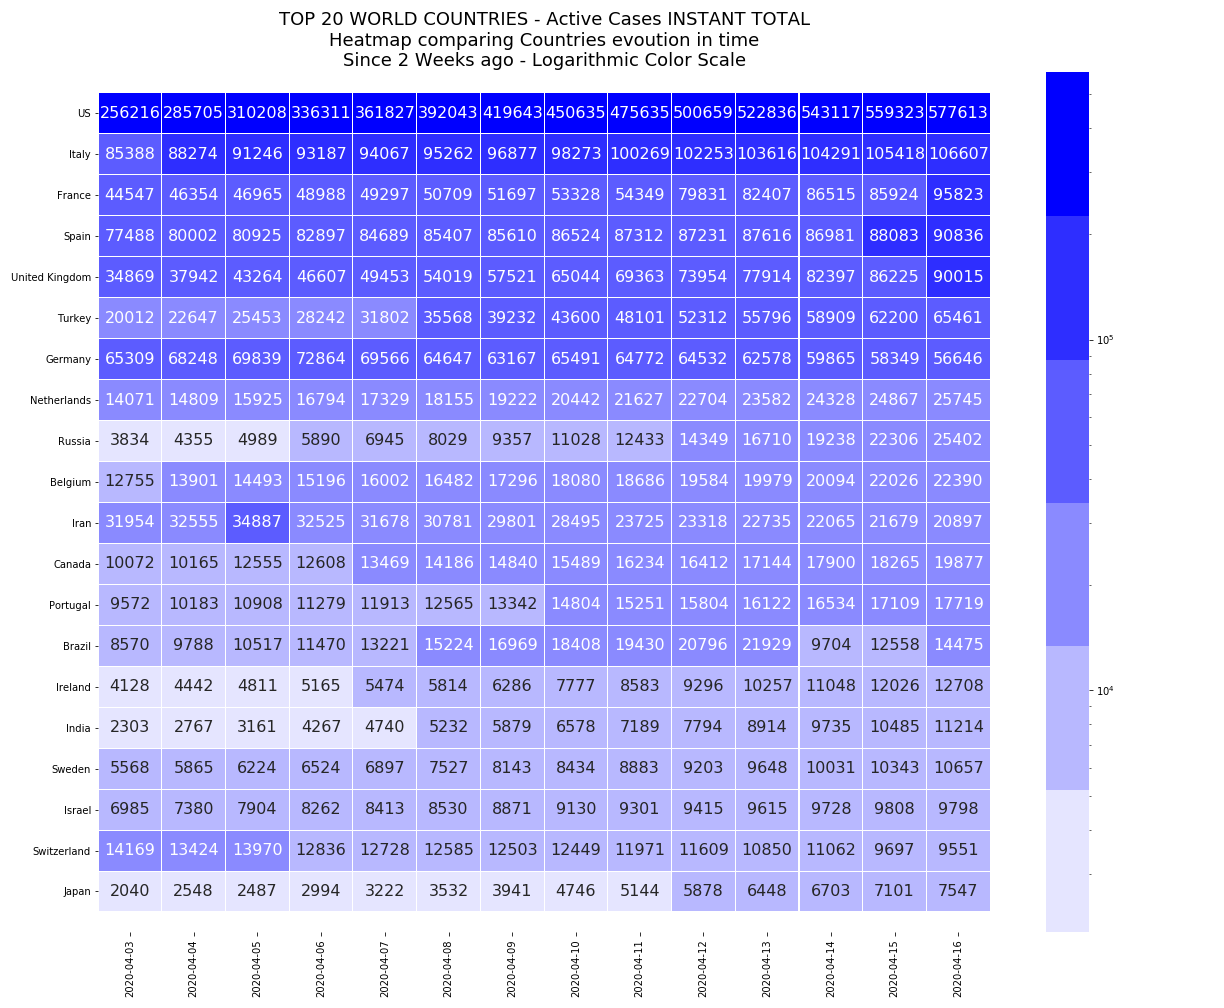 TOP 20 WORLD COUNTRIES - Active Cases INSTANT TOTAL
Heatmap comparing Countries evoution in time
Since 2 Weeks ago - Logarithmic Color Scale
US 256216 285705 310208 336311 361827 392043 419643 450635 475635 500659 522836 543117 559323 577613
Italy 85388 88274 91246 93187 94067 95262 96877 98273 100269 102253 103616 104291 105418 106607
France 44547 46354 46965 48988 49297 50709 51697 53328 54349 79831 82407 86515 85924 95823
Spain 77488 80002 80925 82897 84689 85407 85610 86524 87312 87231 87616 86981 88083 90836
United Kingdom 34869 37942 43264 46607 49453 54019 57521 65044 69363 73954 77914 82397 86225 90015
Turkey 20012 22647 25453 28242 31802 35568 39232 43600 48101 52312 55796 58909 62200 65461
Germany 65309 68248 69839 72864 69566 64647 63167 65491 64772 64532 62578 59865 58349 56646
Netherlands 14071 14809 15925 16794 17329 18155 19222 20442 21627 22704 23582 24328 24867 25745
Russia 3834 4355 4989 5890 6945 8029 9357 11028 12433 14349 16710 19238 22306 25402
Belgium 12755 13901 14493 15196 16002 16482 17296 18080 18686 19584 19979 20094 22026 22390
Iran 31954 32555 34887 32525 31678 30781 29801 28495 23725 23318 22735 22065 21679 20897
Canada 10072 10165 12555 12608 13469 14186 14840 15489 16234 16412 17144 17900 18265 19877
Portugal 9572 10183 10908 11279 11913 12565 13342 14804 15251 15804 16122 16534 17109 17719
Brazil 8570 9788 10517 11470 13221 15224 16969 18408 19430 20796 21929 9704 12558 14475
Ireland 4128 4442 4811 5165 5474 5814 6286 7777 8583 9296 10257 11048 12026 12708
India 2303 2767 3161 4267 4740 5232 5879 6578 7189 7794 8914 9735 10485 11214
Sweden 5568 5865 6224 6524 6897 7527 8143 8434 8883 9203 9648 10031 10343 10657
Israel 6985 7380 7904 8262 8413 8530 8871 9130 9301 9415 9615 9728 9808 9798
Switzerland 14169 13424 13970 12836 12728 12585 12503 12449 11971 11609 10850 11062 9697 9551
Japan 2040 2548 2487 2994 3222 3532 3941 4746 5144 5878 6448 6703 7101 7547
2020-04-03 2020-04-04 2020-04-05 2020-04-06 2020-04-07 2020-04-08 2020-04-09 2020-04-10 2020-04-11 2020-04-12 2020-04-13 2020-04-14 2020-04-15 2020-04-16
10⁵
10⁴